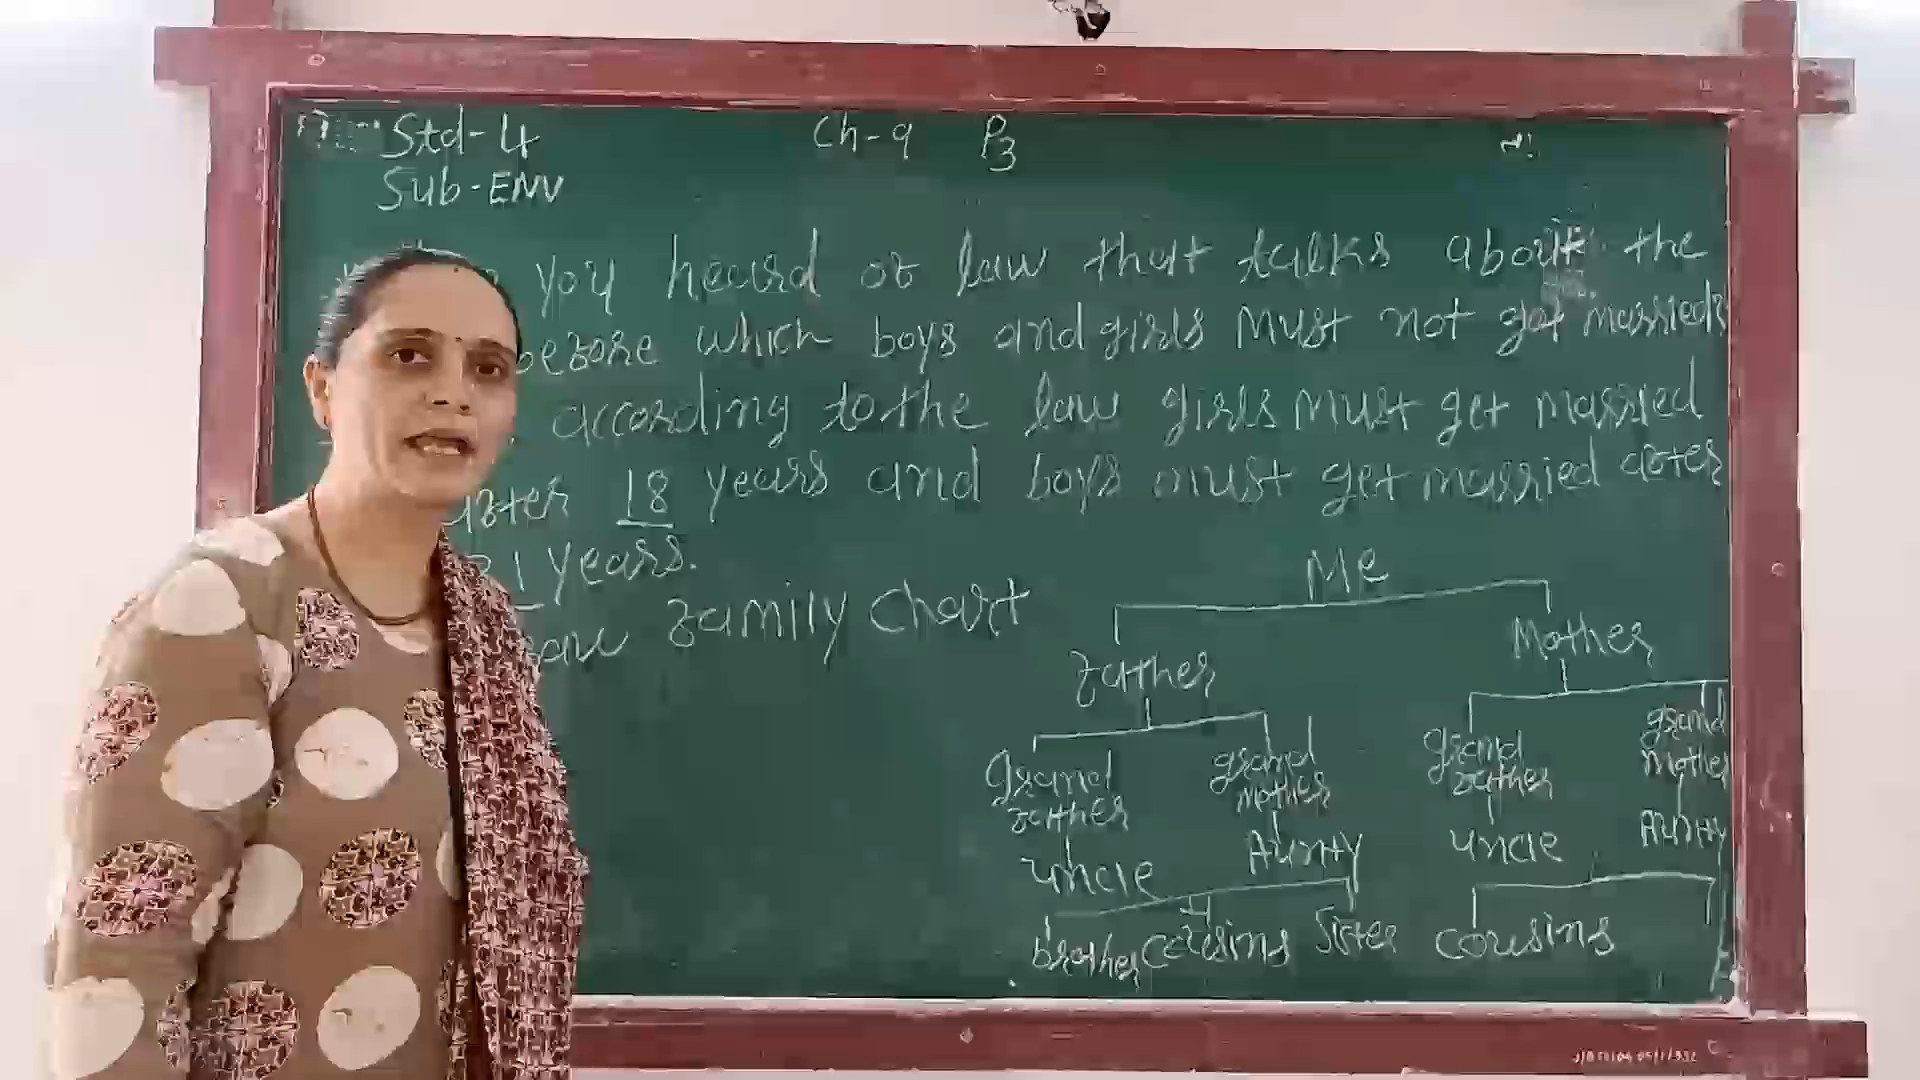 Std-4 Ch-9 P3
Sub-ENV
you heard of law that talks about the
before which boys and girls must not get married?
according to the law girls must get married
after 18 years and boys must get married after
21 years.
Family Chart
Me
Father Mother
grand father grand mother grand father grand mother
uncle Aunty uncle Aunty
brother cousins Sister cousins